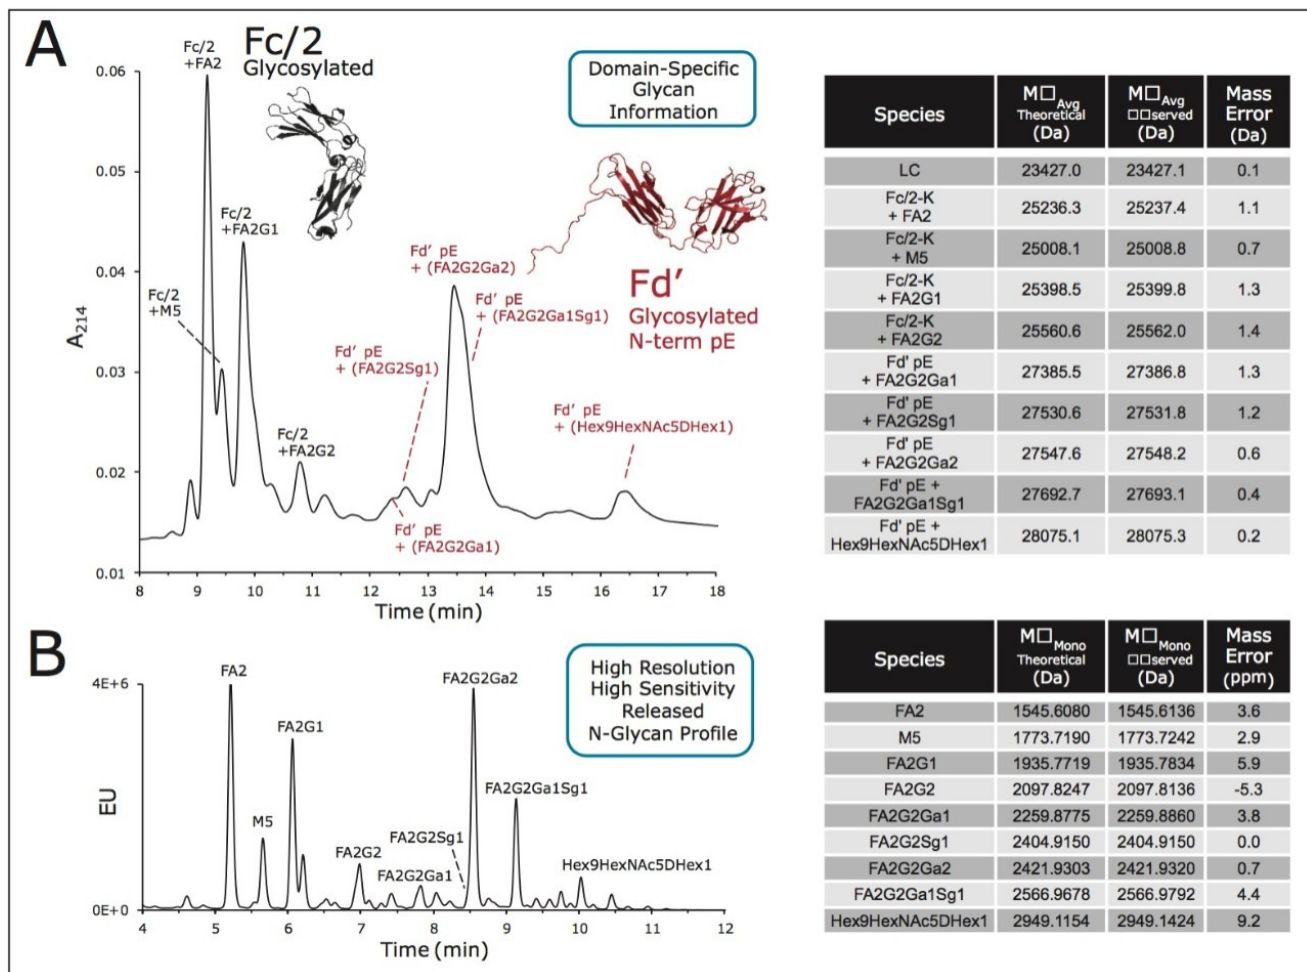 A
Fc/2
+FA2
Fc/2
Glycosylated
Domain-Specific
Glycan
Information
0.06
0.05
0.04
0.03
0.02
0.01
A214
Fc/2
+FA2G1
Fc/2
+M5
Fc/2
+FA2G2
Fd' pE
+ (FA2G2Ga2)
Fd' pE
+ (FA2G2Ga1Sg1)
Fd' pE
+ (FA2G2Sg1)
Fd' pE
+ (FA2G2Ga1)
Fd' pE
+ (Hex9HexNAc5DHex1)
Fd'
Glycosylated
N-term pE
8 9 10 11 12 13 14 15 16 17 18
Time (min)
Species M□Avg Theoretical (Da) M□Avg □□served (Da) Mass Error (Da)
LC 23427.0 23427.1 0.1
Fc/2-K + FA2 25236.3 25237.4 1.1
Fc/2-K + M5 25008.1 25008.8 0.7
Fc/2-K + FA2G1 25398.5 25399.8 1.3
Fc/2-K + FA2G2 25560.6 25562.0 1.4
Fd' pE + FA2G2Ga1 27385.5 27386.8 1.3
Fd' pE + FA2G2Sg1 27530.6 27531.8 1.2
Fd' pE + FA2G2Ga2 27547.6 27548.2 0.6
Fd' pE + FA2G2Ga1Sg1 27692.7 27693.1 0.4
Fd' pE + Hex9HexNAc5DHex1 28075.1 28075.3 0.2
B
High Resolution
High Sensitivity
Released
N-Glycan Profile
4E+6
EU
0E+0
FA2
M5
FA2G1
FA2G2
FA2G2Ga1
FA2G2Sg1
FA2G2Ga2
FA2G2Ga1Sg1
Hex9HexNAc5DHex1
4 5 6 7 8 9 10 11 12
Time (min)
Species M□Mono Theoretical (Da) M□Mono □□served (Da) Mass Error (ppm)
FA2 1545.6080 1545.6136 3.6
M5 1773.7190 1773.7242 2.9
FA2G1 1935.7719 1935.7834 5.9
FA2G2 2097.8247 2097.8136 -5.3
FA2G2Ga1 2259.8775 2259.8860 3.8
FA2G2Sg1 2404.9150 2404.9150 0.0
FA2G2Ga2 2421.9303 2421.9320 0.7
FA2G2Ga1Sg1 2566.9678 2566.9792 4.4
Hex9HexNAc5DHex1 2949.1154 2949.1424 9.2